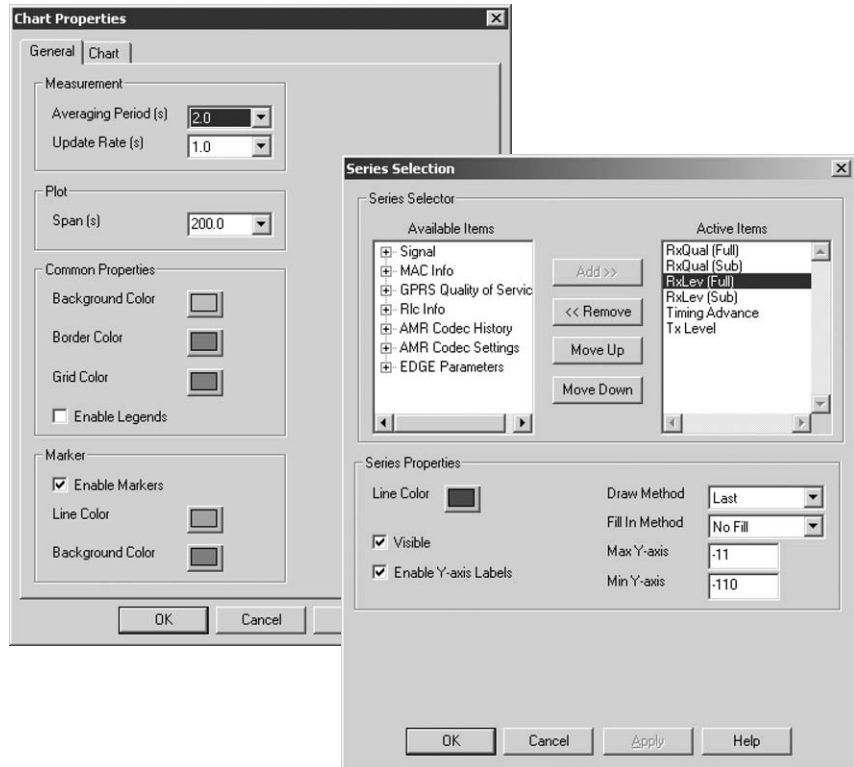 Chart Properties
General
Chart
Measurement
Averaging Period (s)
2.0
Update Rate (s)
1.0
Plot
Span (s)
200.0
Common Properties
Background Color
Border Color
Grid Color
Enable Legends
Marker
Enable Markers
Line Color
Background Color
OK
Cancel
Series Selection
Series Selector
Available Items
Signal
MAC Info
GPRS Quality of Servic
Rlc Info
AMR Codec History
AMR Codec Settings
EDGE Parameters
Add >>
<< Remove
Move Up
Move Down
Active Items
RxQual (Full)
RxQual (Sub)
RxLev (Full)
RxLev (Sub)
Timing Advance
Tx Level
Series Properties
Line Color
Visible
Enable Y-axis Labels
Draw Method
Last
Fill In Method
No Fill
Max Y-axis
-11
Min Y-axis
-110
OK
Cancel
Apply
Help